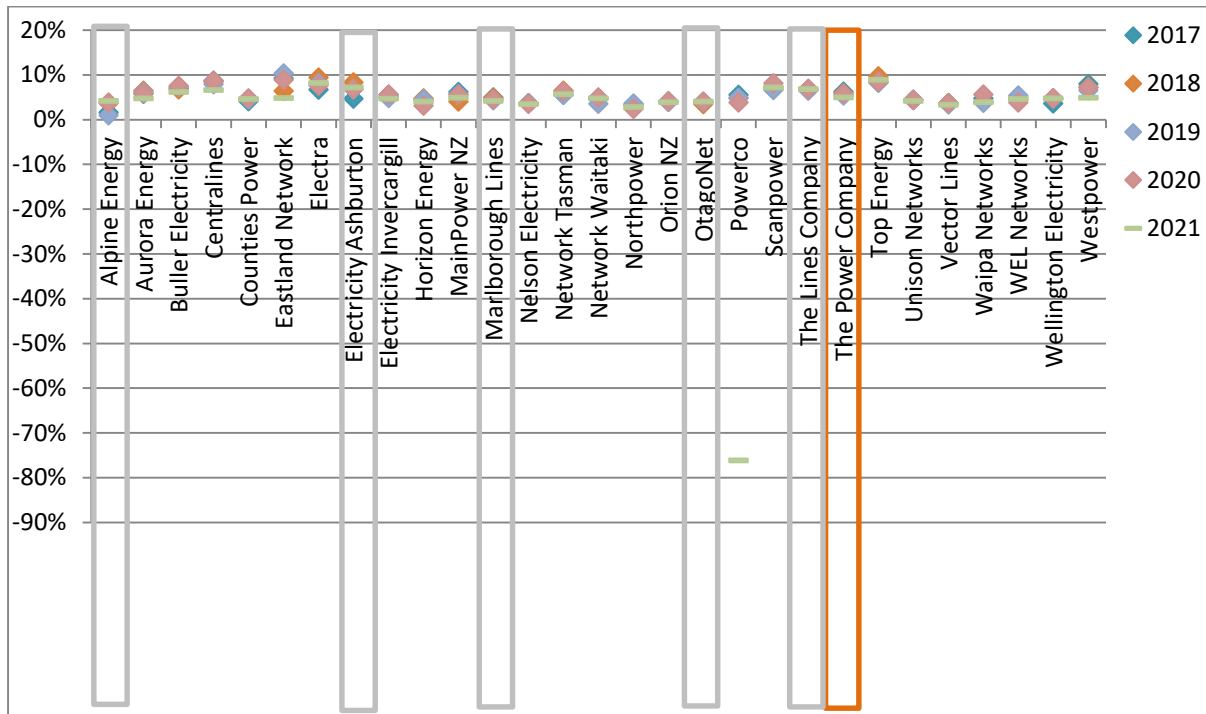 20%
10%
0%
-10%
-20%
-30%
-40%
-50%
-60%
-70%
-80%
-90%
Alpine Energy
Aurora Energy
Buller Electricity
Centralines
Counties Power
Eastland Network
Electra
Electricity Ashburton
Electricity Invercargill
Horizon Energy
MainPower NZ
Marlborough Lines
Nelson Electricity
Network Tasman
Network Waitaki
Northpower
Orion NZ
OtagoNet
Powerco
Scanpower
The Lines Company
The Power Company
Top Energy
Unison Networks
Vector Lines
Waipa Networks
WEL Networks
Wellington Electricity
Westpower
2017
2018
2019
2020
2021